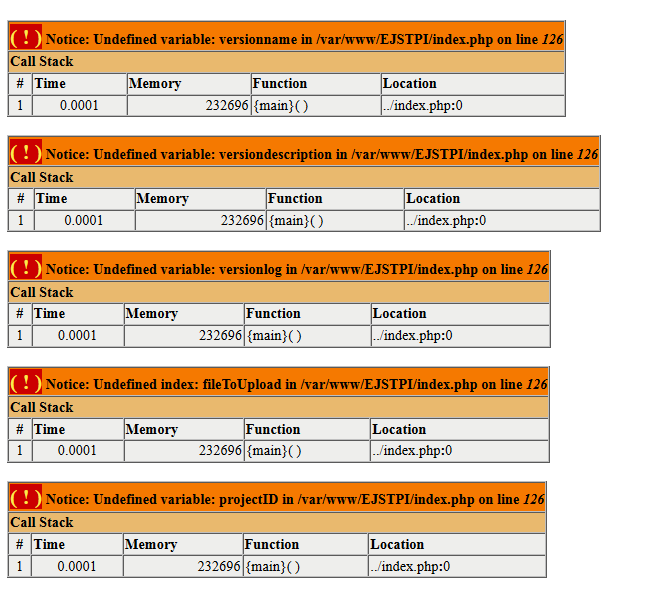 ( ! ) Notice: Undefined variable: versionname in /var/www/EJSTPI/index.php on line 126
Call Stack
# Time Memory Function Location
1 0.0001 232696 {main}( ) ../index.php:0
( ! ) Notice: Undefined variable: versiondescription in /var/www/EJSTPI/index.php on line 126
Call Stack
# Time Memory Function Location
1 0.0001 232696 {main}( ) ../index.php:0
( ! ) Notice: Undefined variable: versionlog in /var/www/EJSTPI/index.php on line 126
Call Stack
# Time Memory Function Location
1 0.0001 232696 {main}( ) ../index.php:0
( ! ) Notice: Undefined index: fileToUpload in /var/www/EJSTPI/index.php on line 126
Call Stack
# Time Memory Function Location
1 0.0001 232696 {main}( ) ../index.php:0
( ! ) Notice: Undefined variable: projectID in /var/www/EJSTPI/index.php on line 126
Call Stack
# Time Memory Function Location
1 0.0001 232696 {main}( ) ../index.php:0